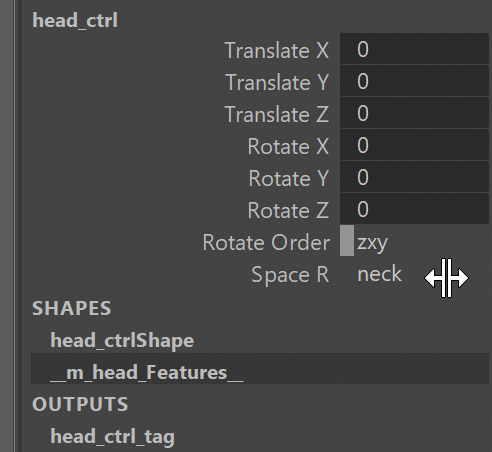 head_ctrl
Translate X 0
Translate Y 0
Translate Z 0
Rotate X 0
Rotate Y 0
Rotate Z 0
Rotate Order zxy
Space R neck
SHAPES
head_ctrlShape
__m_head_Features__
OUTPUTS
head_ctrl_tag